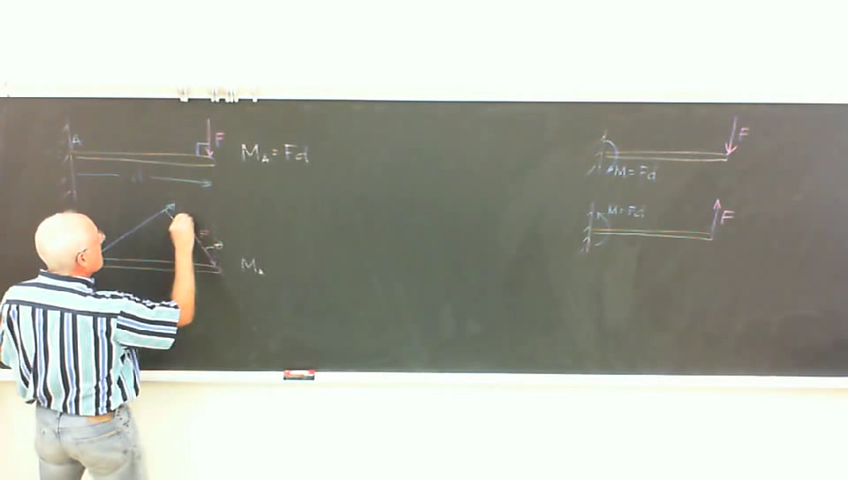 A
F
M_A = Fd
d
F
θ
M_A
F
M = Fd
M = Fd
F